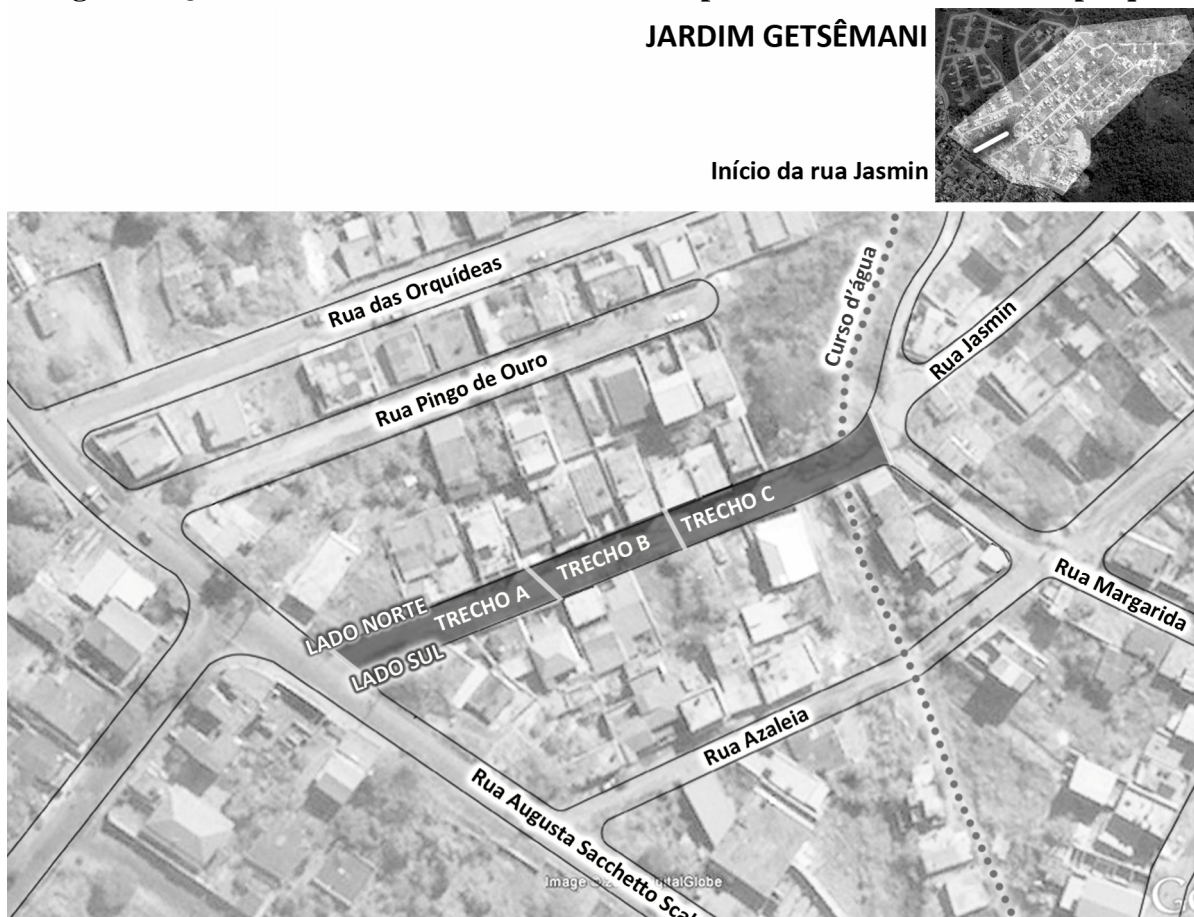 JARDIM GETSÊMANI
Início da rua Jasmin
Rua das Orquídeas
Curso d'água
Rua Jasmin
Rua Pingo de Ouro
TRECHO C
TRECHO B
TRECHO A
LADO NORTE
LADO SUL
Rua Margarida
Rua Azaleia
Rua Augusta Sacchetto
Image